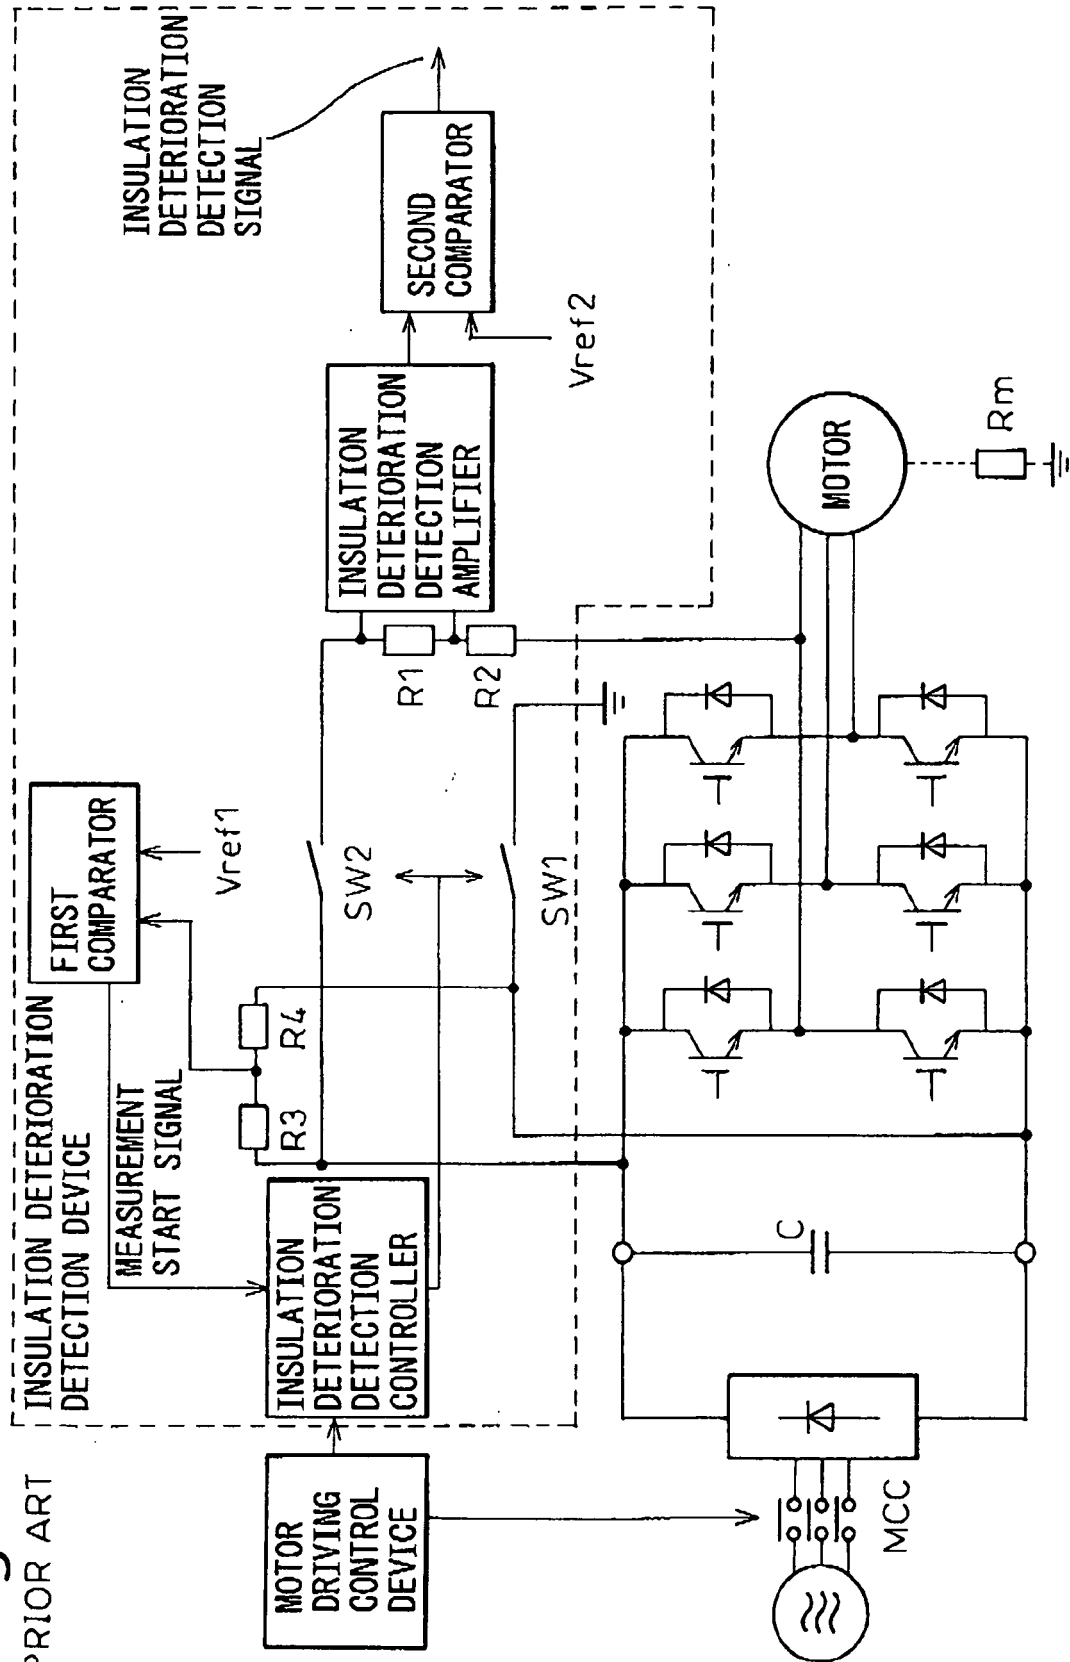 PRIOR ART
INSULATION DETERIORATION
DETECTION DEVICE
FIRST
COMPARATOR
Vref1
MEASUREMENT
START SIGNAL
R3
R4
INSULATION
DETERIORATION
DETECTION
SIGNAL
MOTOR
DRIVING
CONTROL
DEVICE
INSULATION
DETERIORATION
DETECTION
CONTROLLER
SW2
SW1
R1
R2
INSULATION
DETERIORATION
DETECTION
AMPLIFIER
SECOND
COMPARATOR
Vref2
MCC
C
MOTOR
Rm